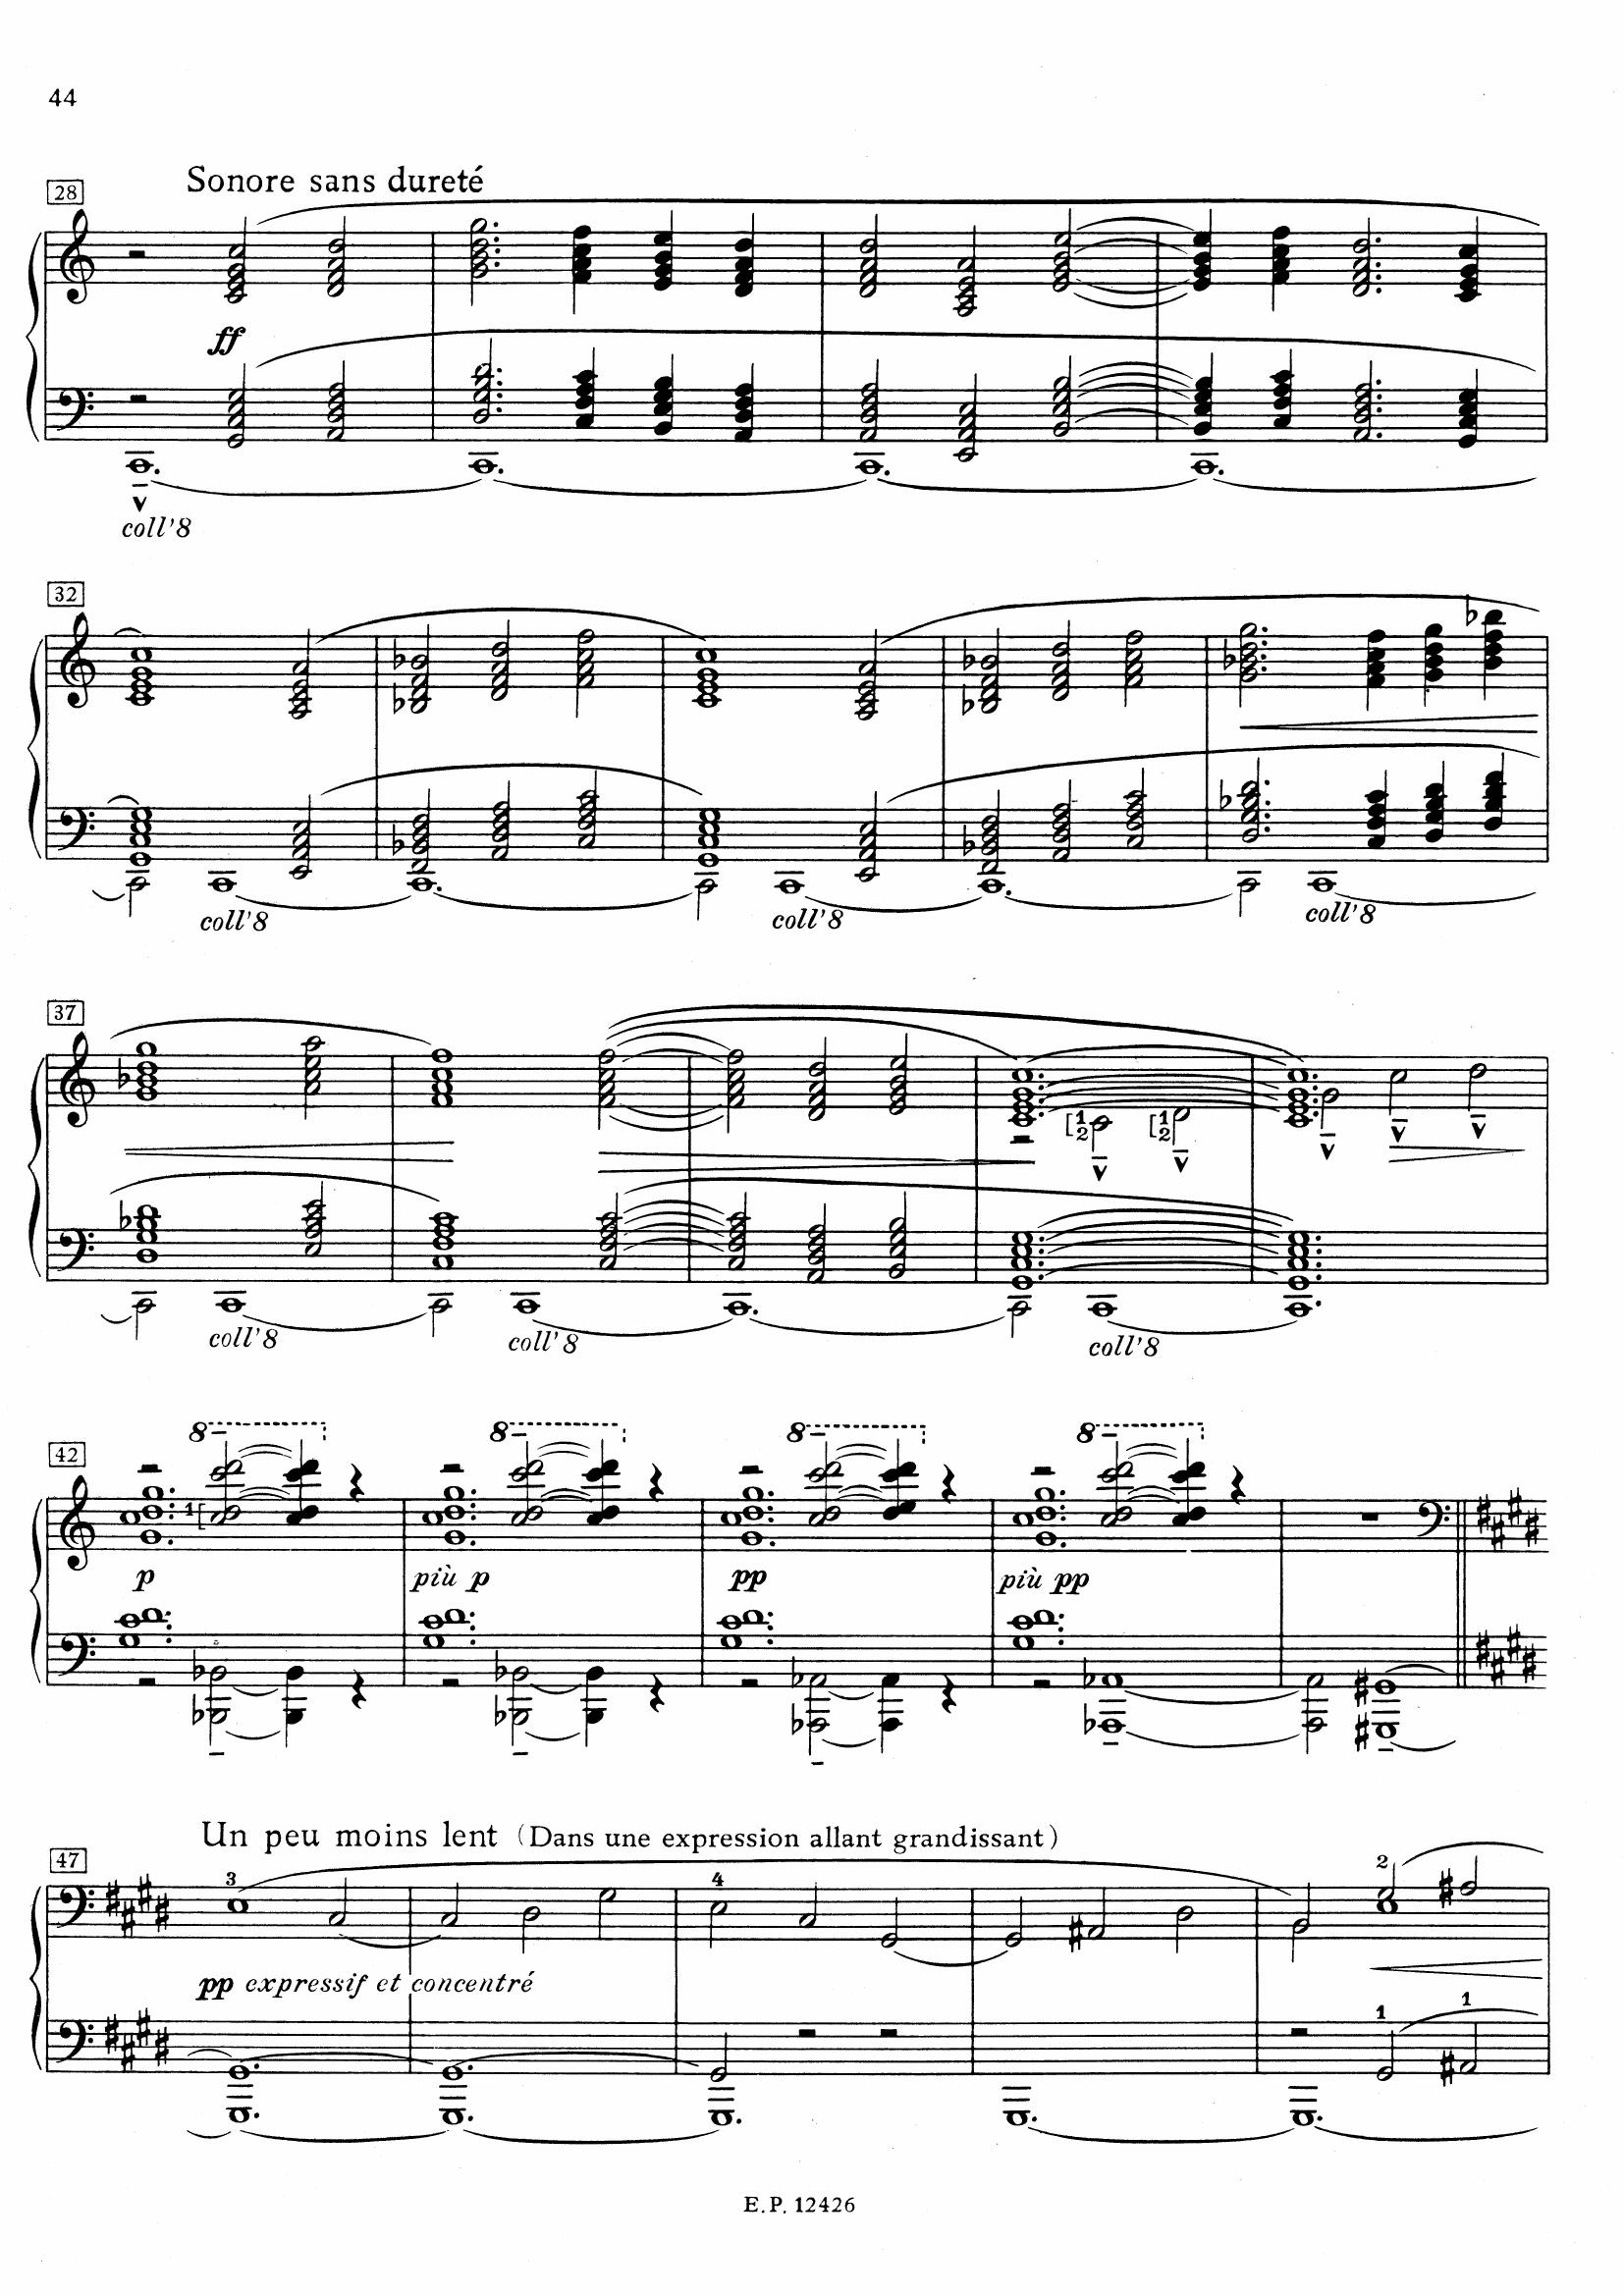 44
28 Sonore sans dureté
ff
coll'8
32
coll'8 coll'8 coll'8
37
1 2 1 2
coll'8 coll'8 coll'8
42 8 8 8 8
1
p più p pp più pp
Un peu moins lent (Dans une expression allant grandissant)
47 3 4 2
pp expressif et concentré
1 1
E.P. 12426